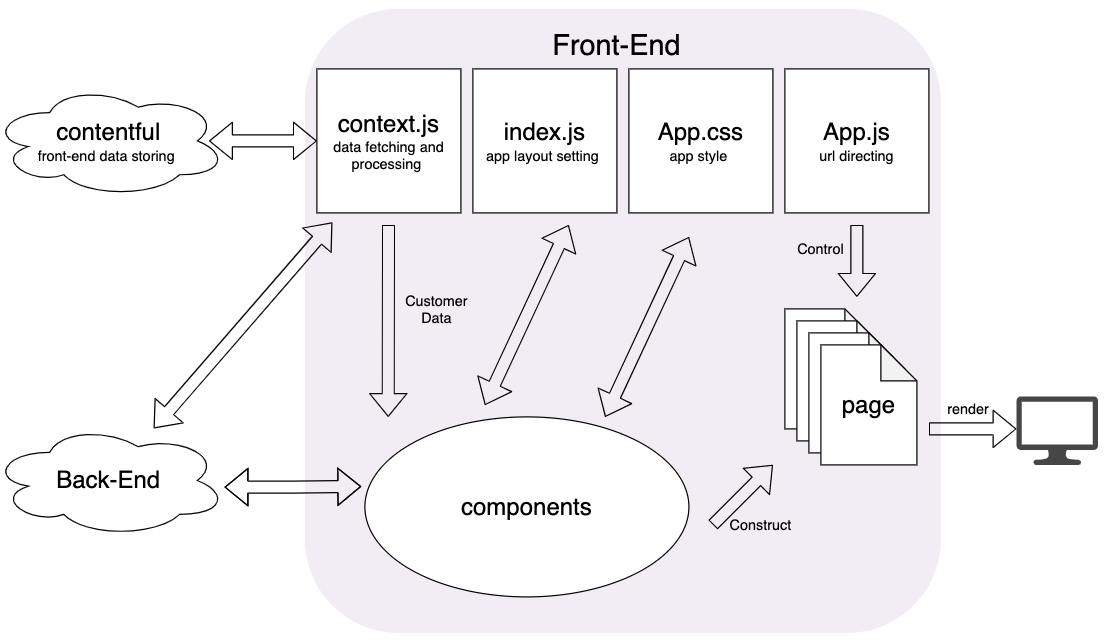 Front-End
contentful
front-end data storing
context.js
data fetching and
processing
index.js
app layout setting
App.css
app style
App.js
url directing
Control
Customer
Data
page
render
Back-End
components
Construct